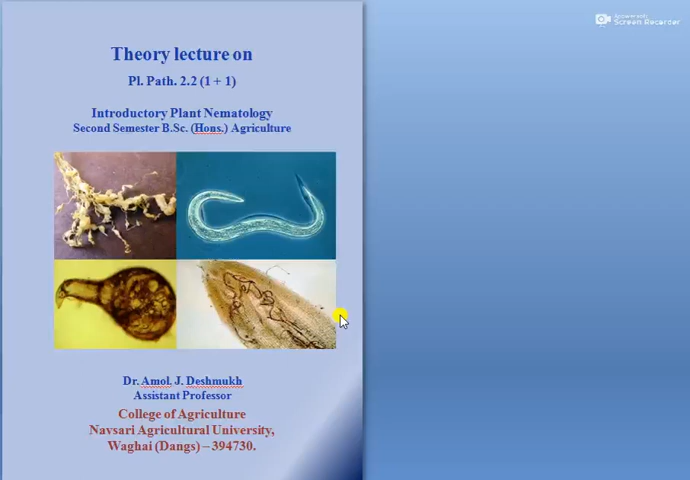 Theory lecture on
Pl. Path. 2.2 (1 + 1)
Introductory Plant Nematology
Second Semester B.Sc. (Hons.) Agriculture
Dr. Amol. J. Deshmukh
Assistant Professor
College of Agriculture
Navsari Agricultural University,
Waghai (Dangs) – 394730.
Screen Recorder